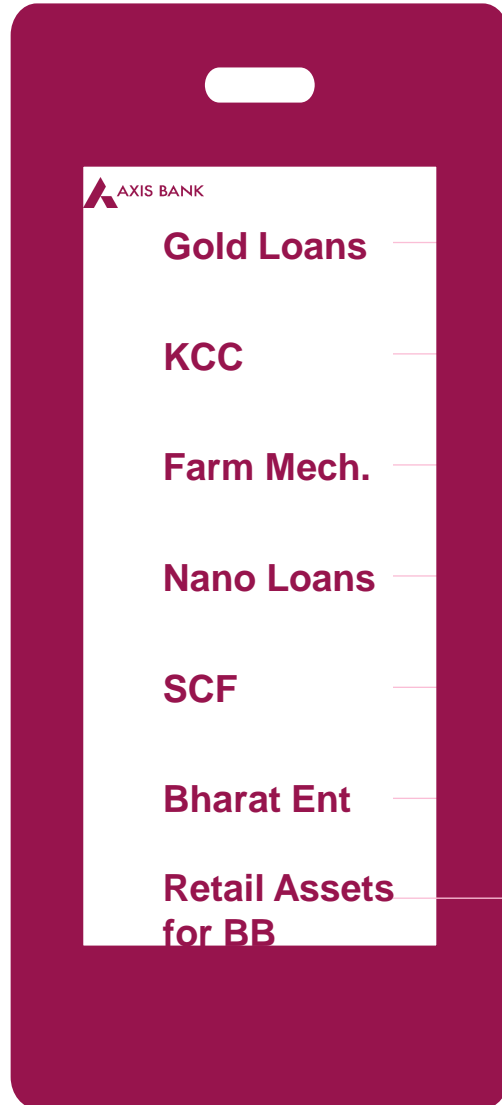 AXIS BANK
Gold Loans
KCC
Farm Mech.
Nano Loans
SCF
Bharat Ent
Retail Assets
for BB